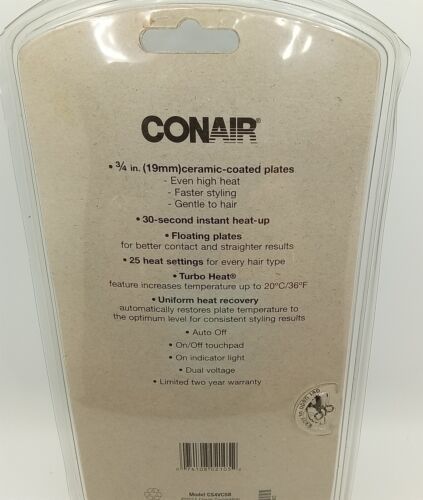 CONAIR®
• 3/4 in. (19mm)ceramic-coated plates
- Even high heat
- Faster styling
- Gentle to hair
• 30-second instant heat-up
• Floating plates
for better contact and straighter results
• 25 heat settings for every hair type
• Turbo Heat®
feature increases temperature up to 20°C/36°F
• Uniform heat recovery
automatically restores plate temperature to
the optimum level for consistent styling results
• Auto Off
• On/Off touchpad
• On indicator light
• Dual voltage
• Limited two year warranty
Model CS4VCSR